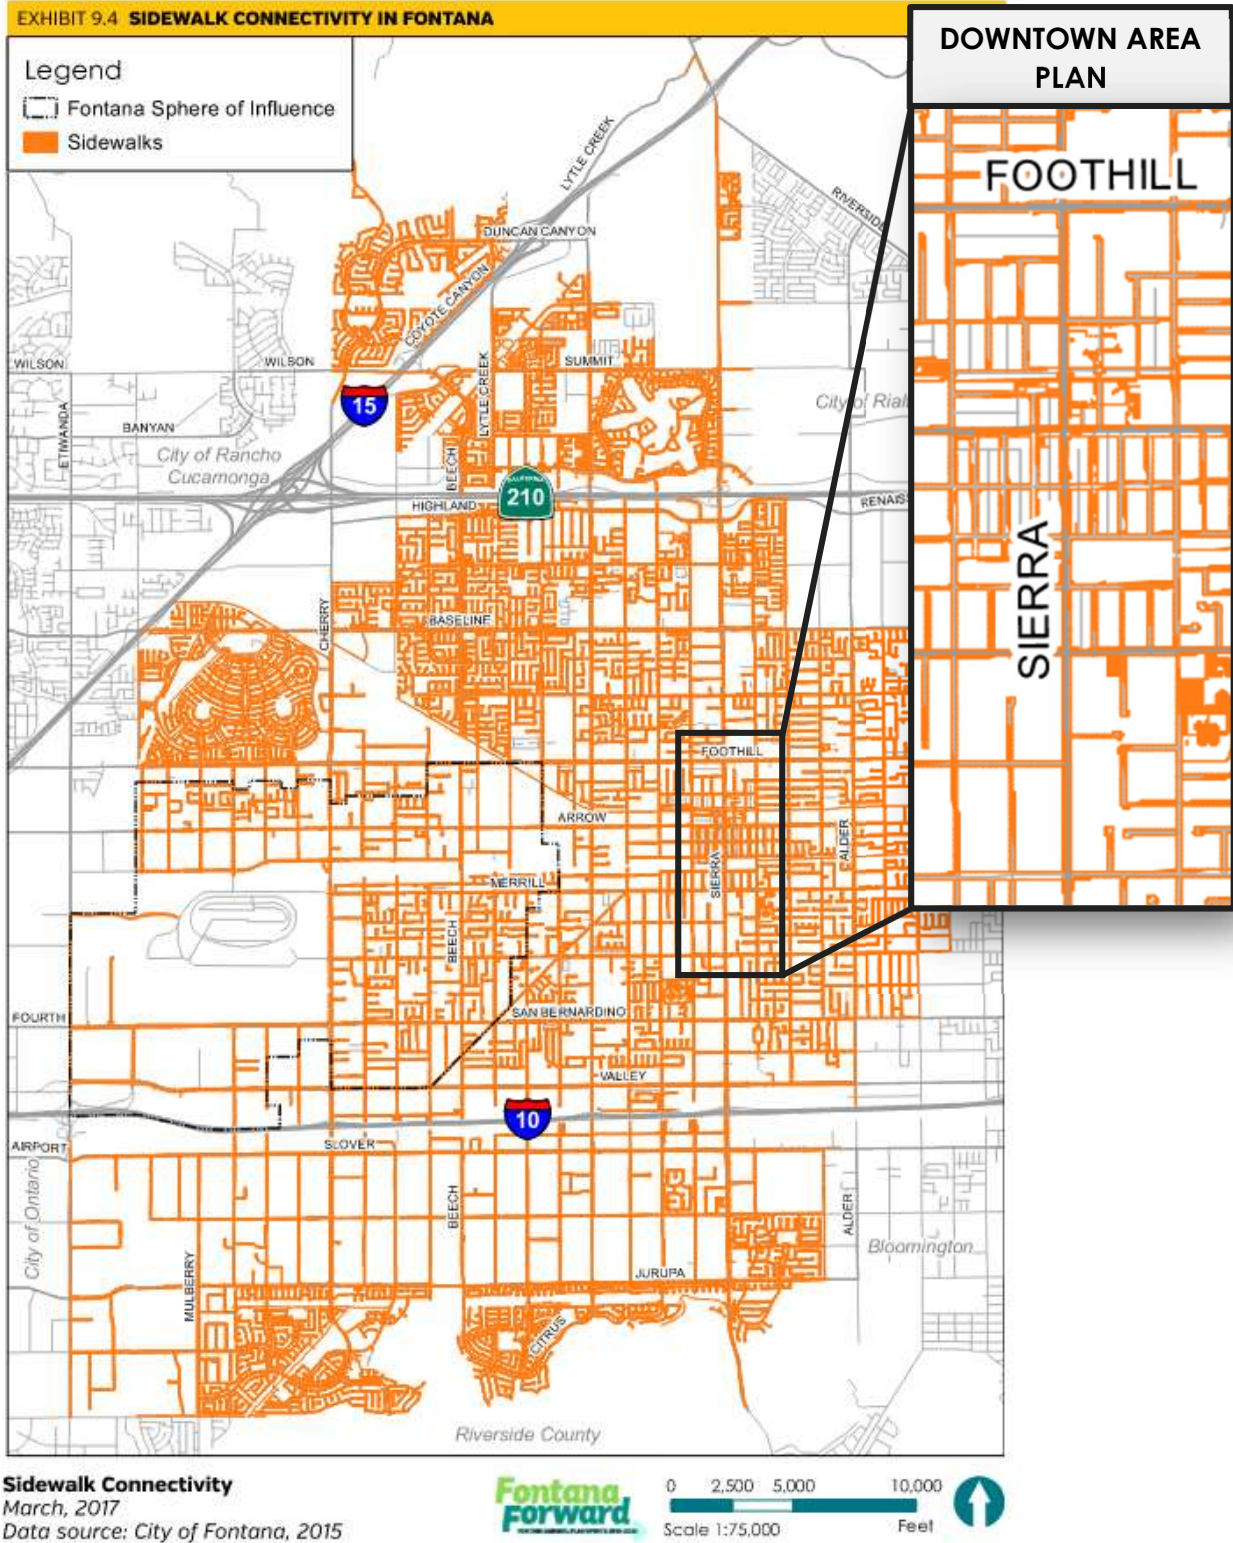 EXHIBIT 9.4 SIDEWALK CONNECTIVITY IN FONTANA
DOWNTOWN AREA
PLAN
Legend
Fontana Sphere of Influence
Sidewalks
FOOTHILL
SIERRA
LYTLE CREEK
RIVERSIDE
DUNCAN CANYON
COYOTE CANYON
WILSON
WILSON
SUMMIT
LYTLE CREEK
15
ETIWANDA
BANYAN
City of Rial
City of Rancho
Cucamonga
BEECH
CALIFORNIA
210
HIGHLAND
RENAIS
CHERRY
BASELINE
FOOTHILL
ARROW
ALDER
SIERRA
MERRILL
BEECH
FOURTH
SAN BERNARDINO
VALLEY
10
AIRPORT
SLOVER
City of Ontario
BEECH
ALDER
Bloomington
MULBERRY
JURUPA
CITRUS
Riverside County
Sidewalk Connectivity
March, 2017
Data source: City of Fontana, 2015
Fontana
Forward
0 2,500 5,000 10,000
Scale 1:75,000 Feet